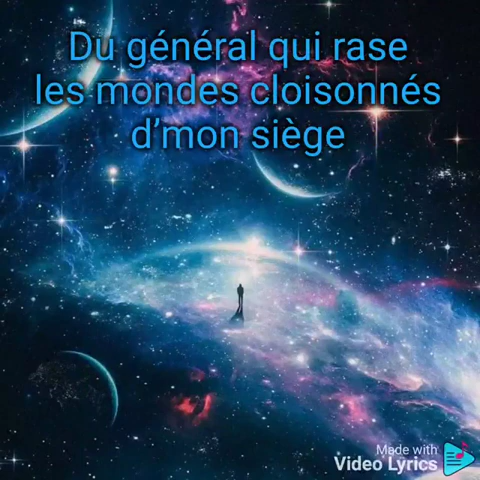 Du général qui rase
les mondes cloisonnés
d’mon siège
Made with
Video Lyrics